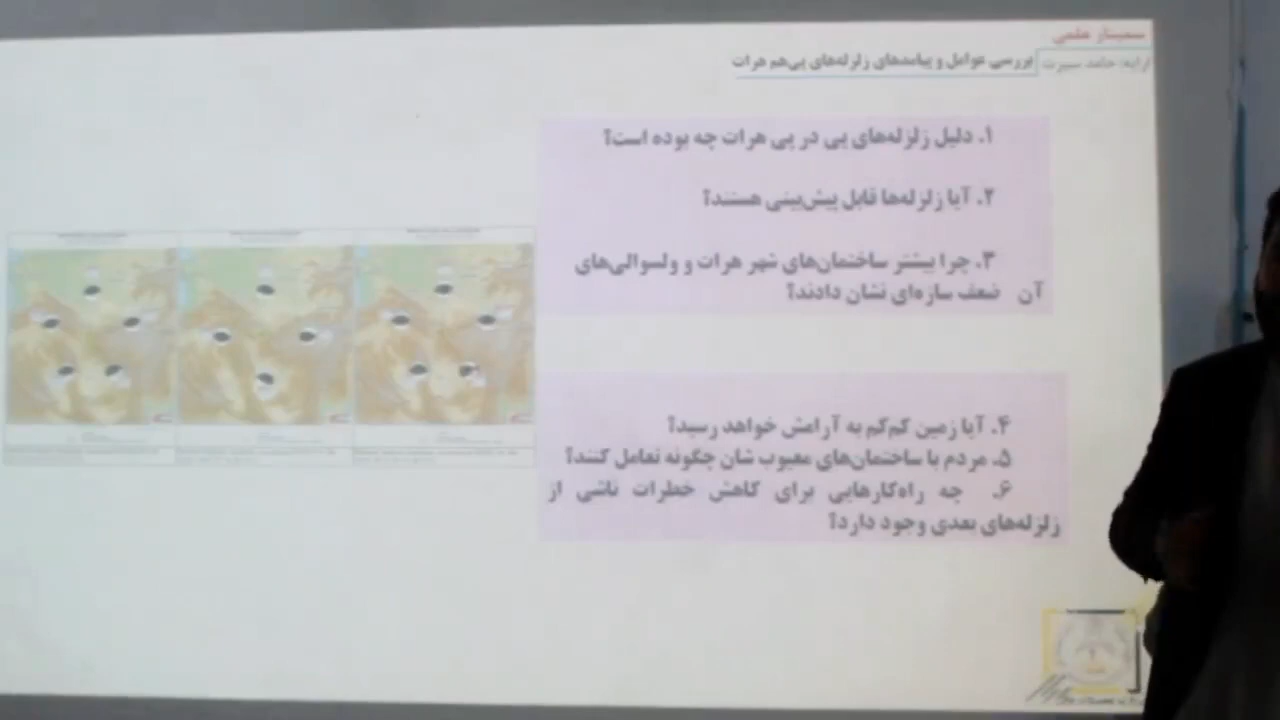 سمینار علمی
ارایه: حامد سیرت
بررسی عوامل و پیامدهای زلزله‌های پی‌هم هرات
۱. دلیل زلزله‌های پی در پی هرات چه بوده است؟
۲. آیا زلزله‌ها قابل پیش‌بینی هستند؟
۳. چرا بیشتر ساختمان‌های شهر هرات و ولسوالی‌های
آن ضعف سازه‌ای نشان دادند؟
۴. آیا زمین کم‌کم به آرامش خواهد رسید؟
۵. مردم با ساختمان‌های معیوب شان چگونه تعامل کنند؟
۶. چه راه‌کارهایی برای کاهش خطرات ناشی از
زلزله‌های بعدی وجود دارد؟